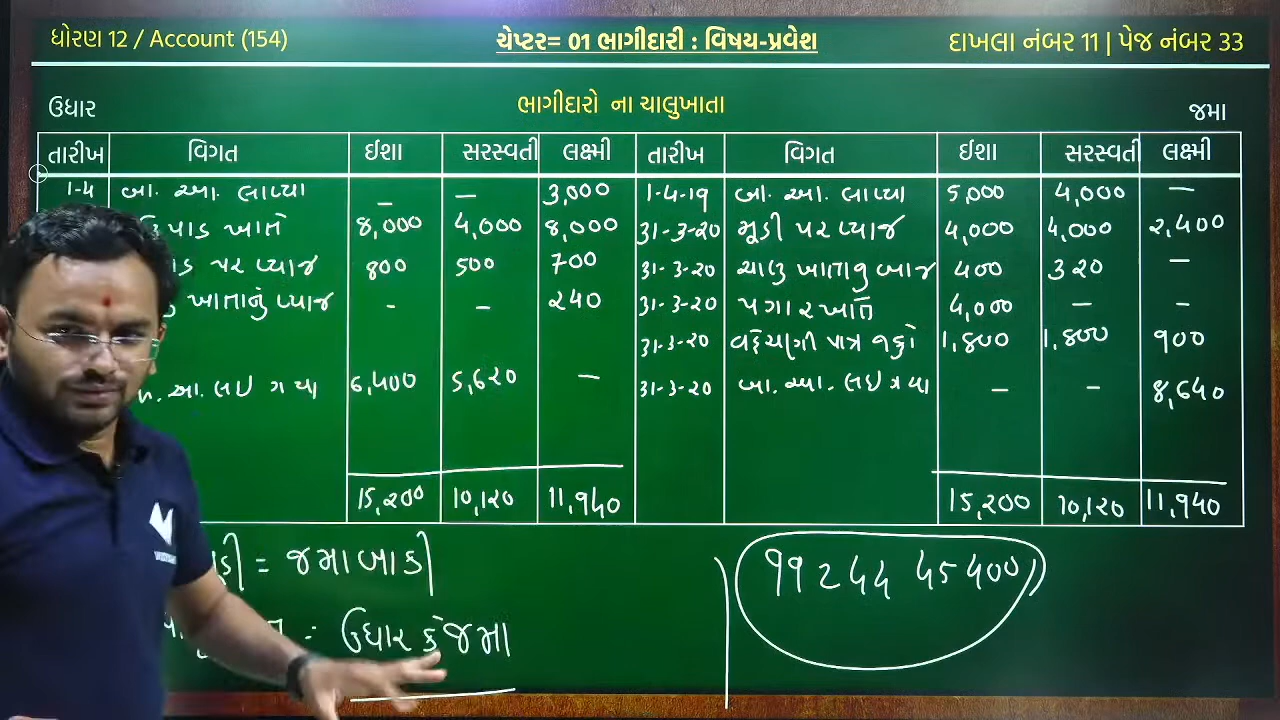 ધોરણ 12 / Account (154) ચેપ્ટર= 01 ભાગીદારી : વિષય-પ્રવેશ દાખલા નંબર 11 | પેજ નંબર 33
ઉધાર ભાગીદારો ના ચાલુખાતા જમા
તારીખ વિગત ઈશા સરસ્વતી લક્ષ્મી તારીખ વિગત ઈશા સરસ્વતી લક્ષ્મી
1-4 બા. આ. લાવ્યા — — 3,000 1-4-19 બા. આ. લાવ્યા 5,000 4,000 —
ઉપાડ ખાતે 8,000 4,000 8,000 31-3-20 મૂડી પર વ્યાજ 4,000 4,000 2,400
પર વ્યાજ 800 500 700 31-3-20 ચાલુ ખાતાનુ વ્યાજ 400 320 —
ખાતાનું વ્યાજ - - 240 31-3-20 પગાર ખાતે 4,000 — -
31-3-20 વહેંચણી પાત્ર નફો 1,800 1,800 900
આ. લઈ ગયા 6,400 5,620 — 31-3-20 બા. આ. લઈ ગયા — - 8,640
15,200 10,120 11,940 15,200 10,120 11,940
= જમા બાકી 99244 45400
= ઉધાર કે જમા